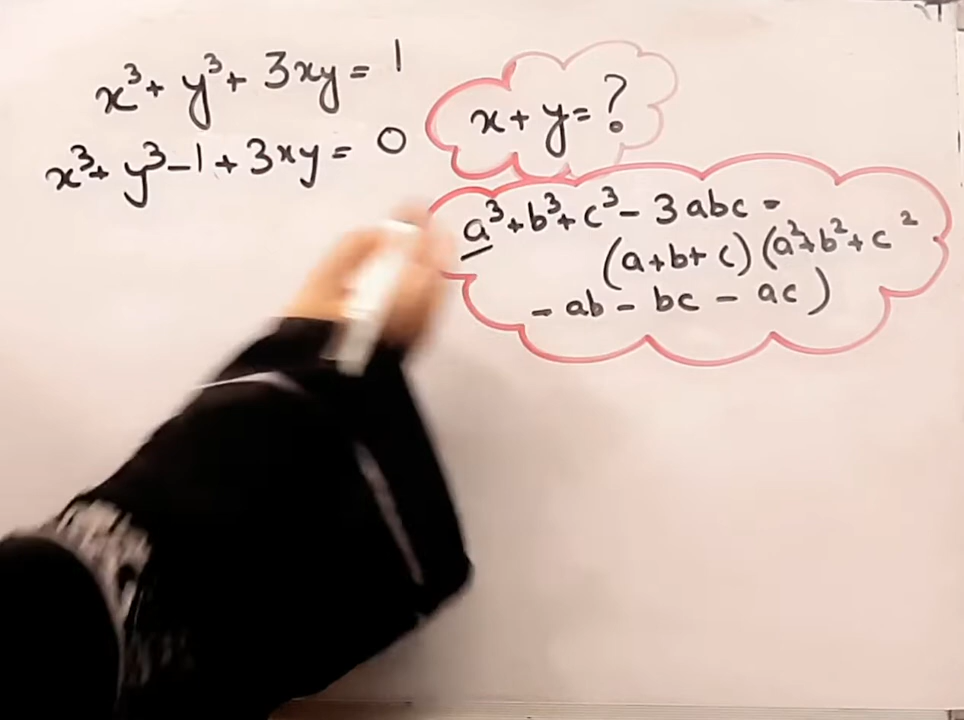 x³ + y³ + 3xy = 1
x + y = ?
x³ + y³ - 1 + 3xy = 0
a³ + b³ + c³ - 3abc =
(a + b + c)(a² + b² + c²
- ab - bc - ac)